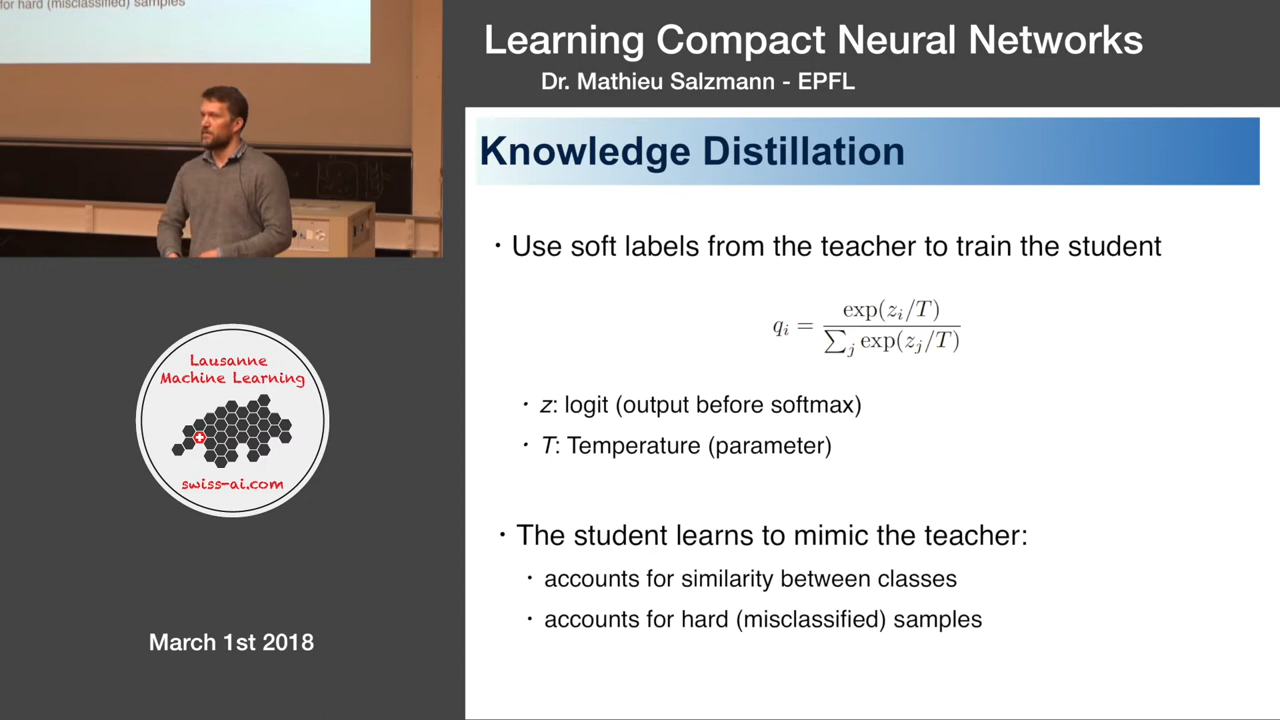 for hard (misclassified) samples
Learning Compact Neural Networks
Dr. Mathieu Salzmann - EPFL
Knowledge Distillation
· Use soft labels from the teacher to train the student
q_i = exp(z_i/T) / ∑_j exp(z_j/T)
· z: logit (output before softmax)
· T: Temperature (parameter)
· The student learns to mimic the teacher:
· accounts for similarity between classes
· accounts for hard (misclassified) samples
Lausanne
Machine Learning
swiss-ai.com
March 1st 2018